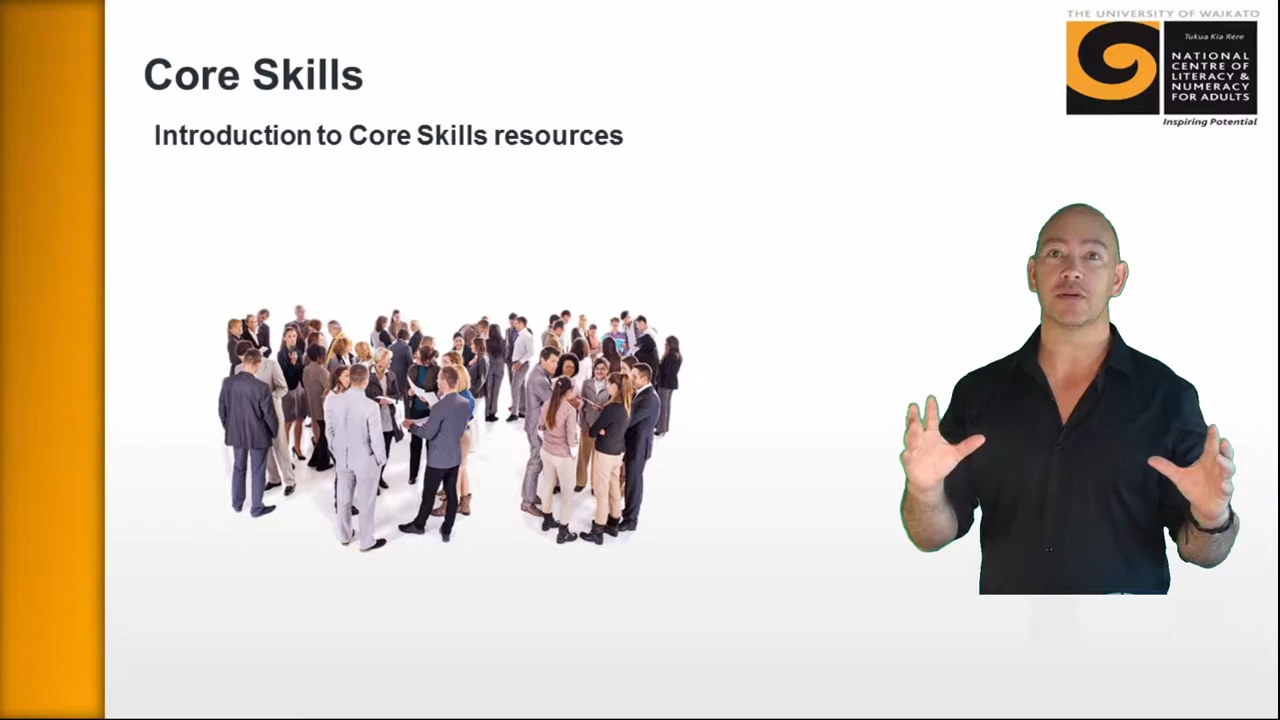 Core Skills
Introduction to Core Skills resources
THE UNIVERSITY OF WAIKATO
Tukua Kia Rere
NATIONAL
CENTRE OF
LITERACY &
NUMERACY
FOR ADULTS
Inspiring Potential